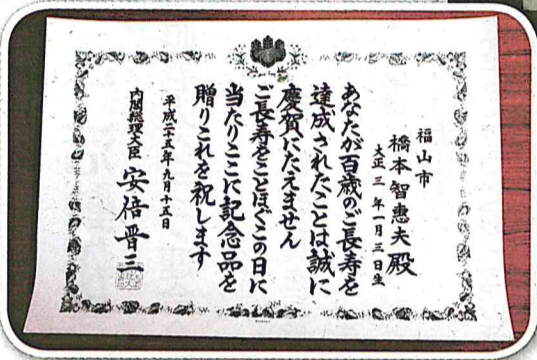 福山市
橋本智惠夫殿
大正三年一月三日生
あなたが百歳のご長寿を
達成されたことは誠に
慶賀にたえません
ご長寿をことほぐこの日に
当たりここに記念品を
贈りこれを祝します
平成二十五年九月十五日
内閣総理大臣 安倍晋三